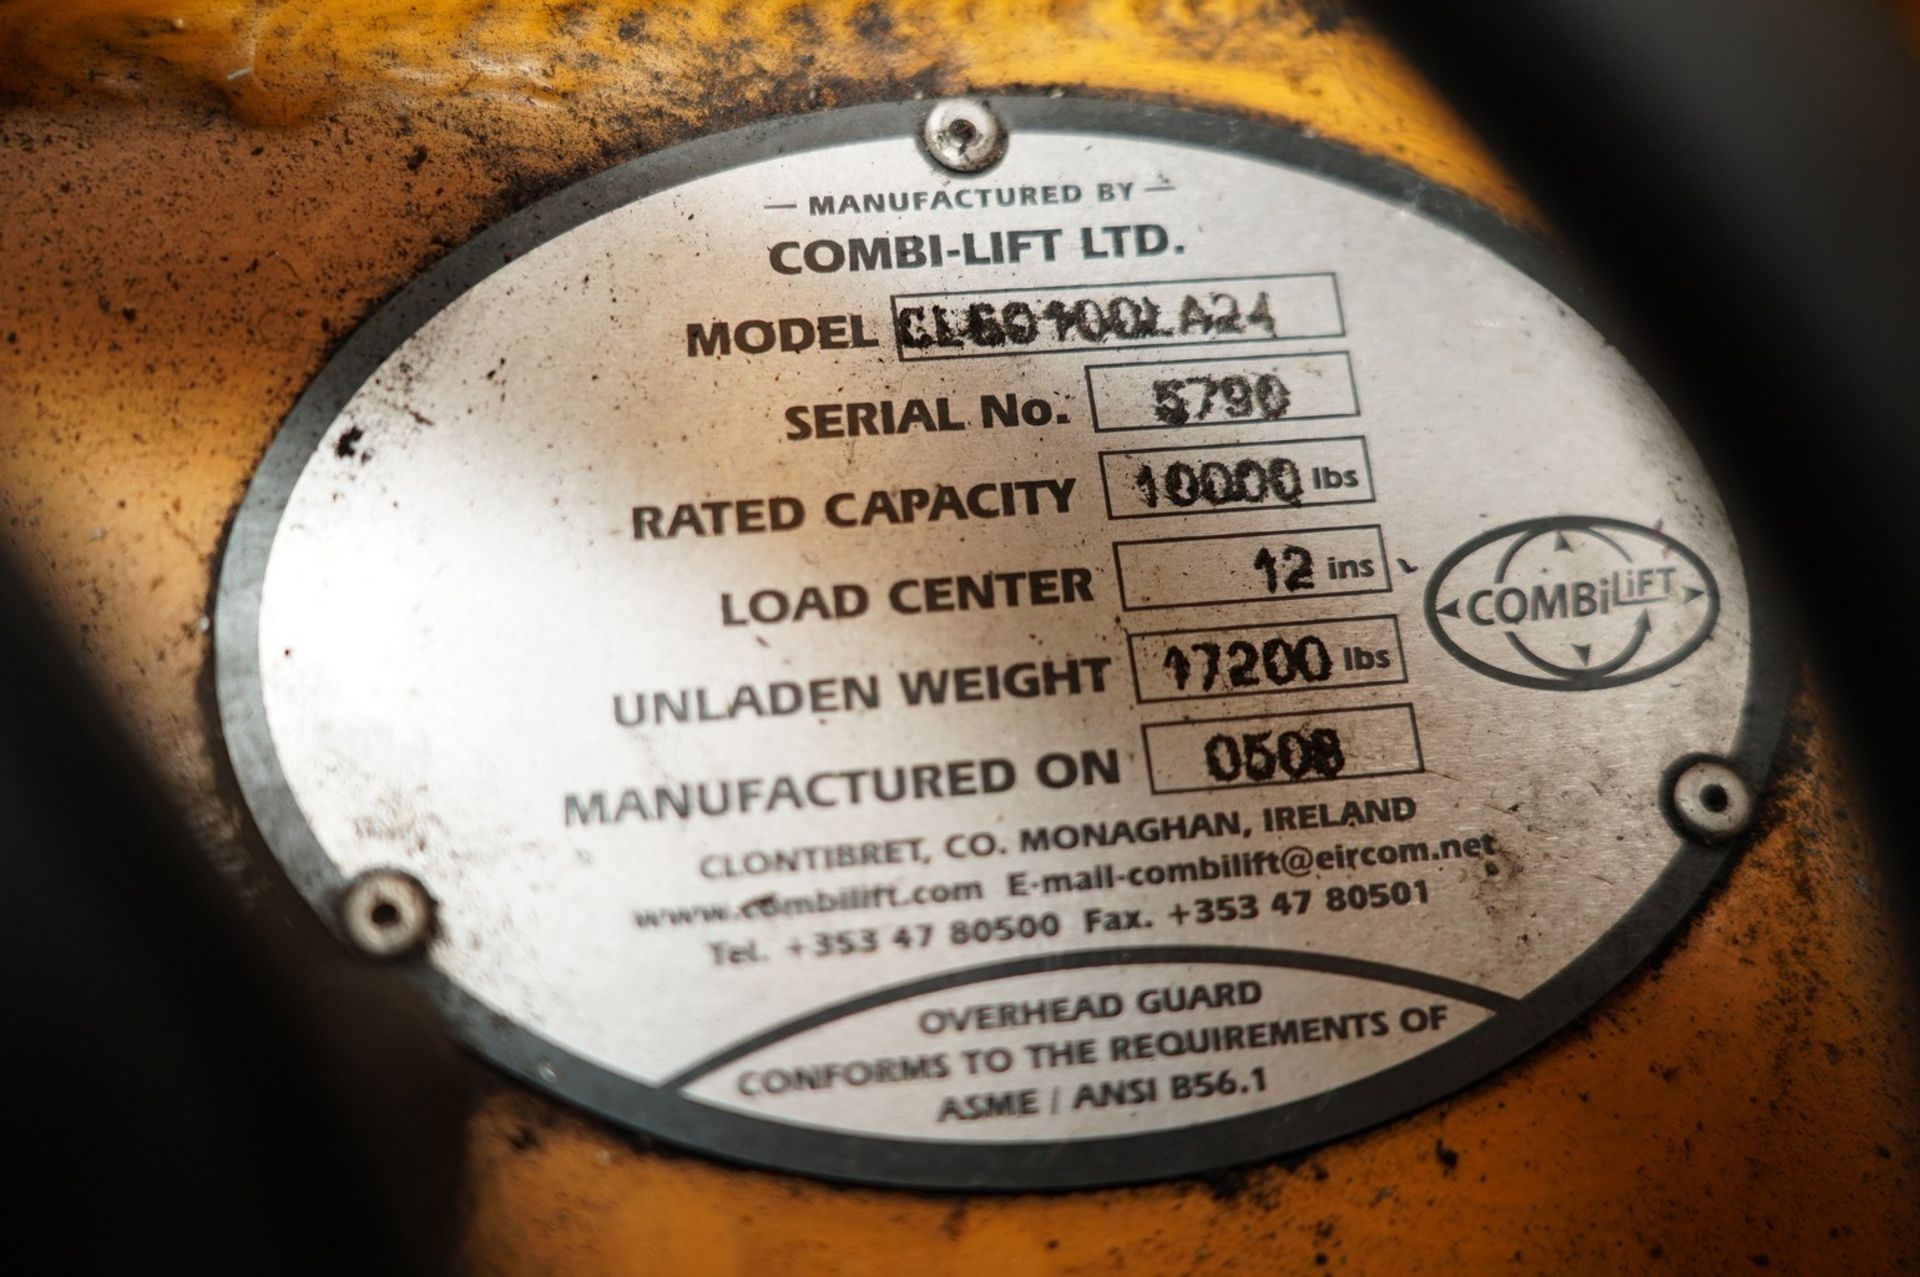 — MANUFACTURED BY —
COMBI-LIFT LTD.
MODEL CL60100LA24
SERIAL No. 5790
RATED CAPACITY 10000 lbs
LOAD CENTER 12 ins
COMBiLiFT
UNLADEN WEIGHT 17200 lbs
MANUFACTURED ON 0508
CLONTIBRET, CO. MONAGHAN, IRELAND
www.combilift.com E-mail-combilift@eircom.net
Tel. +353 47 80500 Fax. +353 47 80501
OVERHEAD GUARD
CONFORMS TO THE REQUIREMENTS OF
ASME / ANSI B56.1